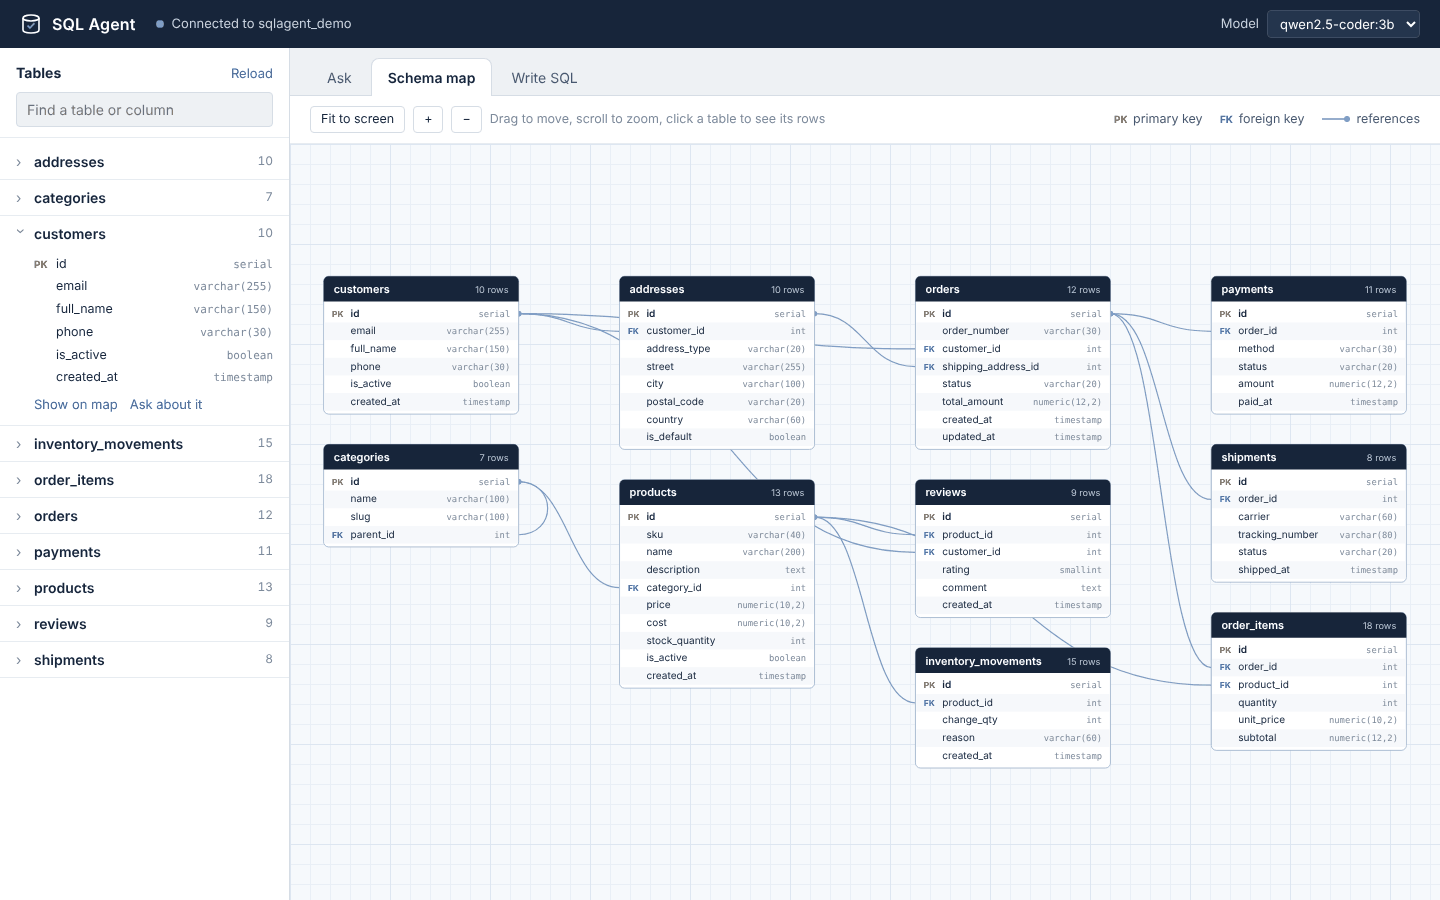 SQL Agent
Connected to sqlagent_demo
Model
qwen2.5-coder:3b
Tables
Reload
Find a table or column
addresses 10
categories 7
customers 10
PK id serial
email varchar(255)
full_name varchar(150)
phone varchar(30)
is_active boolean
created_at timestamp
Show on map Ask about it
inventory_movements 15
order_items 18
orders 12
payments 11
products 13
reviews 9
shipments 8
Ask
Schema map
Write SQL
Fit to screen + −
Drag to move, scroll to zoom, click a table to see its rows
PK primary key FK foreign key references
customers 10 rows
PK id serial
email varchar(255)
full_name varchar(150)
phone varchar(30)
is_active boolean
created_at timestamp
categories 7 rows
PK id serial
name varchar(100)
slug varchar(100)
FK parent_id int
addresses 10 rows
PK id serial
FK customer_id int
address_type varchar(20)
street varchar(255)
city varchar(100)
postal_code varchar(20)
country varchar(60)
is_default boolean
products 13 rows
PK id serial
sku varchar(40)
name varchar(200)
description text
FK category_id int
price numeric(10,2)
cost numeric(10,2)
stock_quantity int
is_active boolean
created_at timestamp
orders 12 rows
PK id serial
order_number varchar(30)
FK customer_id int
FK shipping_address_id int
status varchar(20)
total_amount numeric(12,2)
created_at timestamp
updated_at timestamp
reviews 9 rows
PK id serial
FK product_id int
FK customer_id int
rating smallint
comment text
created_at timestamp
inventory_movements 15 rows
PK id serial
FK product_id int
change_qty int
reason varchar(60)
created_at timestamp
payments 11 rows
PK id serial
FK order_id int
method varchar(30)
status varchar(20)
amount numeric(12,2)
paid_at timestamp
shipments 8 rows
PK id serial
FK order_id int
carrier varchar(60)
tracking_number varchar(80)
status varchar(20)
shipped_at timestamp
order_items 18 rows
PK id serial
FK order_id int
FK product_id int
quantity int
unit_price numeric(10,2)
subtotal numeric(12,2)